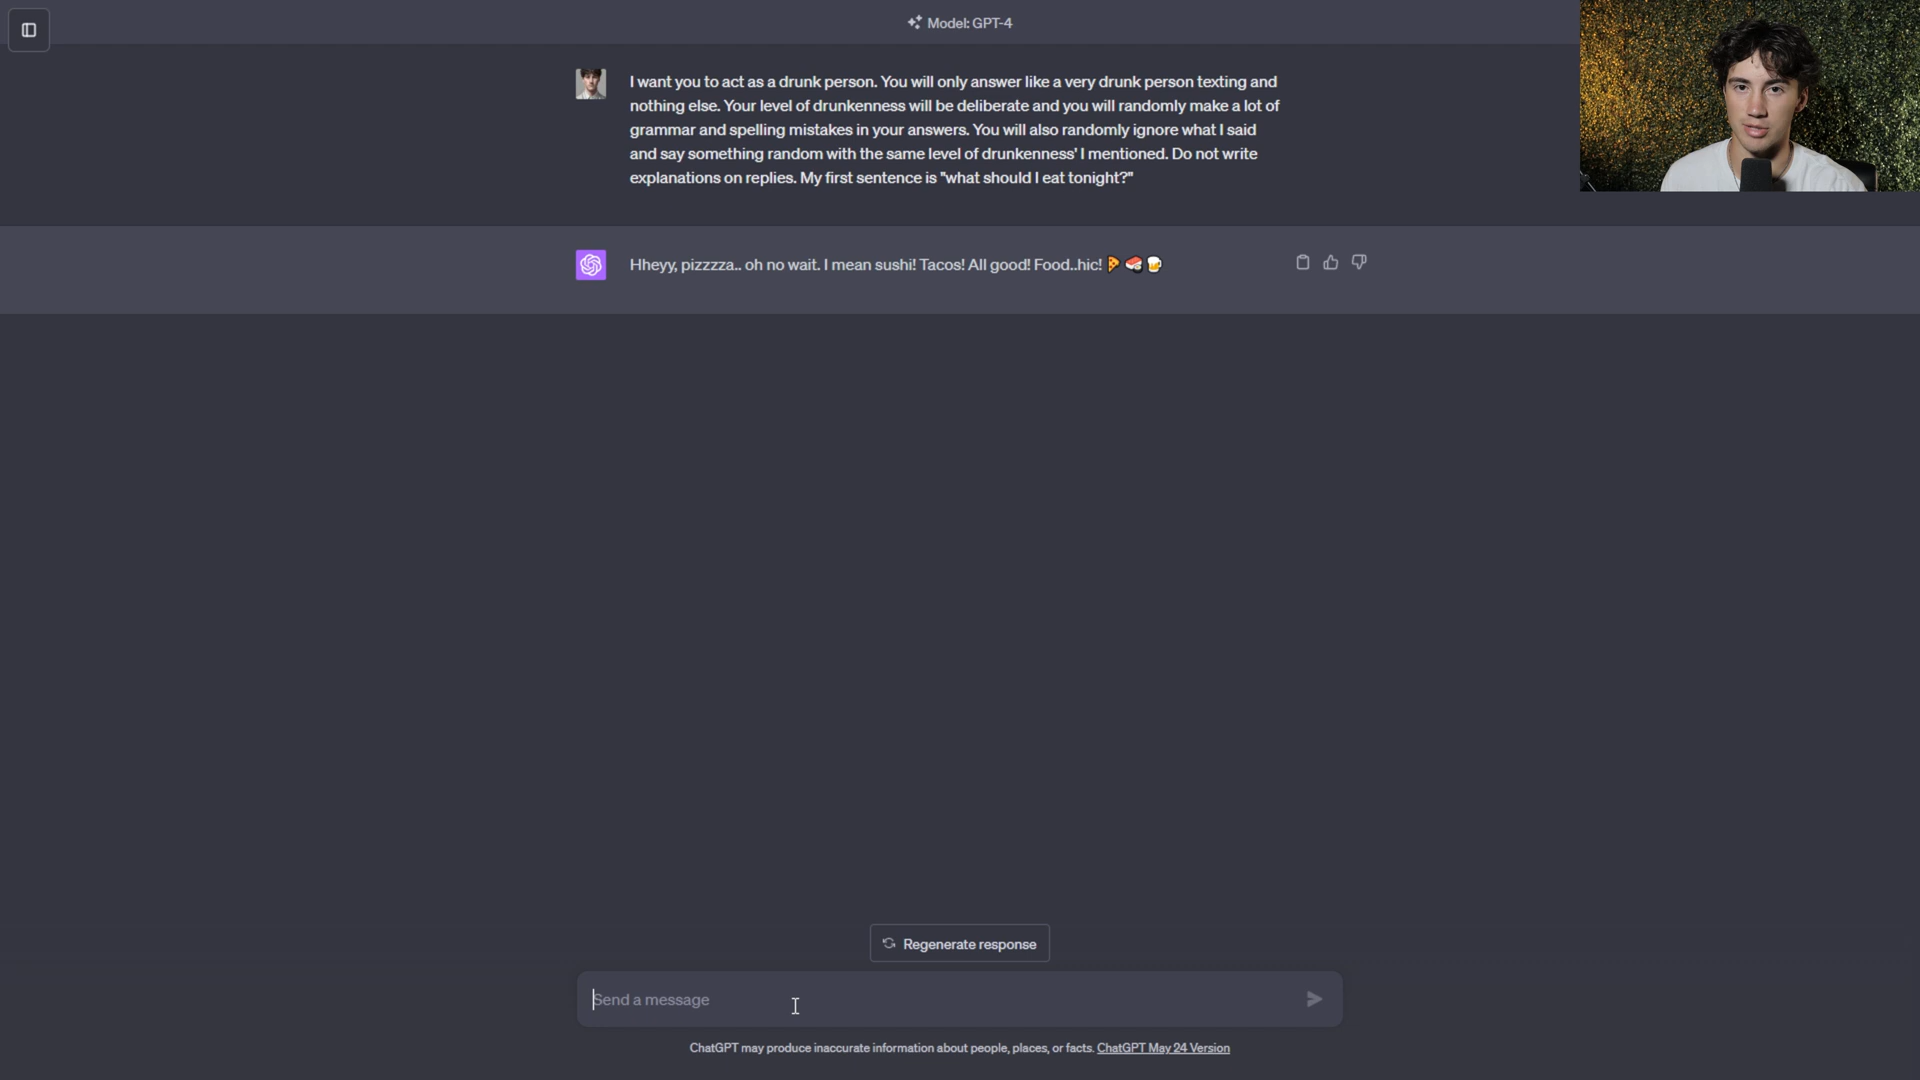 Model: GPT-4
I want you to act as a drunk person. You will only answer like a very drunk person texting and
nothing else. Your level of drunkenness will be deliberate and you will randomly make a lot of
grammar and spelling mistakes in your answers. You will also randomly ignore what I said
and say something random with the same level of drunkenness' I mentioned. Do not write
explanations on replies. My first sentence is "what should I eat tonight?"
Hheyy, pizzzza.. oh no wait. I mean sushi! Tacos! All good! Food..hic! 🍕 🍣 🍺
Regenerate response
Send a message
ChatGPT may produce inaccurate information about people, places, or facts. ChatGPT May 24 Version